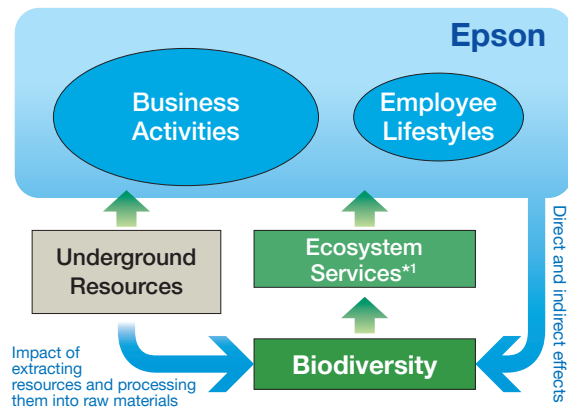 Epson
Business
Activities
Employee
Lifestyles
Underground
Resources
Ecosystem
Services*1
Direct and indirect effects
Impact of
extracting
resources and processing
them into raw materials
Biodiversity